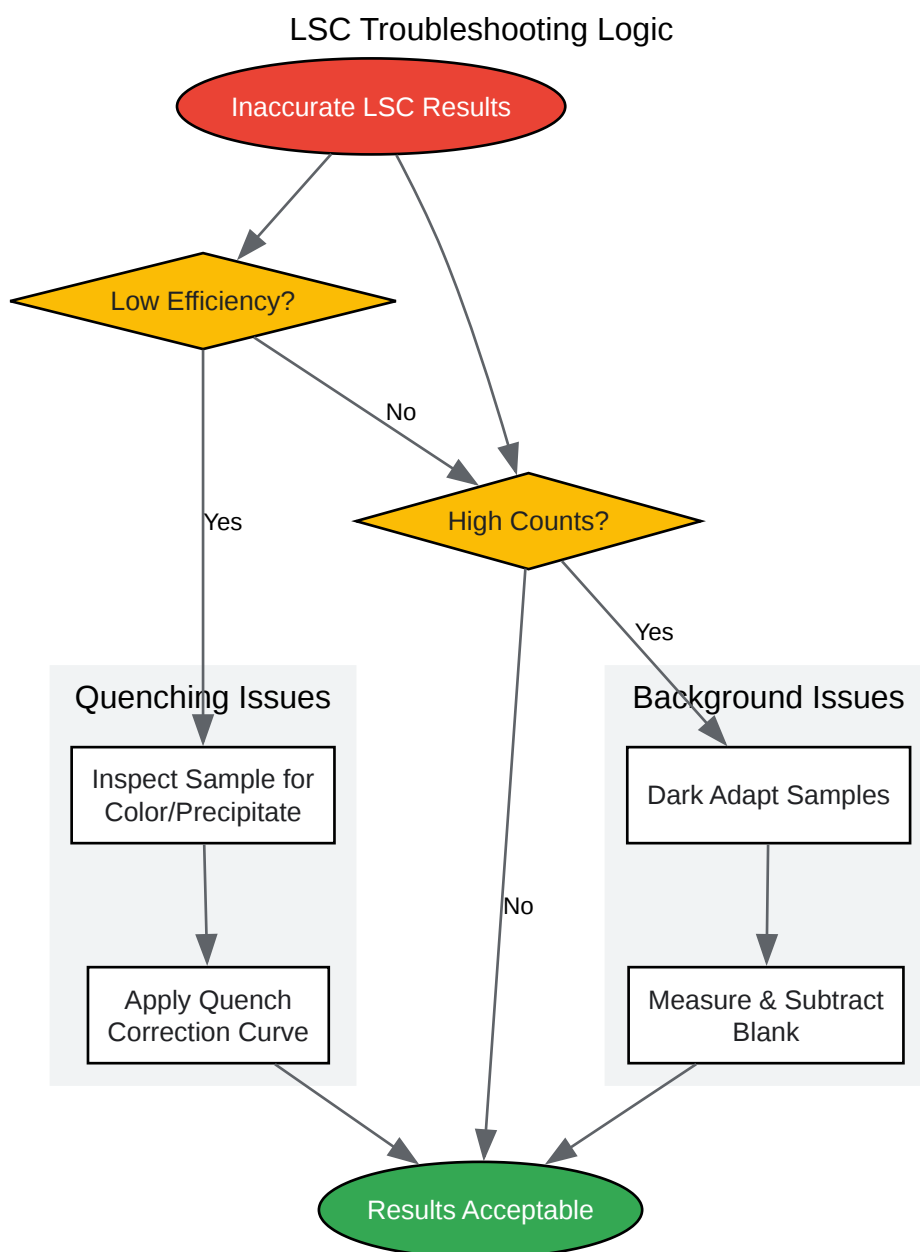 LSC Troubleshooting Logic
Inaccurate LSC Results
Low Efficiency?
No
High Counts?
Yes
Yes
Quenching Issues
Background Issues
Inspect Sample for
Color/Precipitate
Dark Adapt Samples
No
Apply Quench
Correction Curve
Measure & Subtract
Blank
Results Acceptable